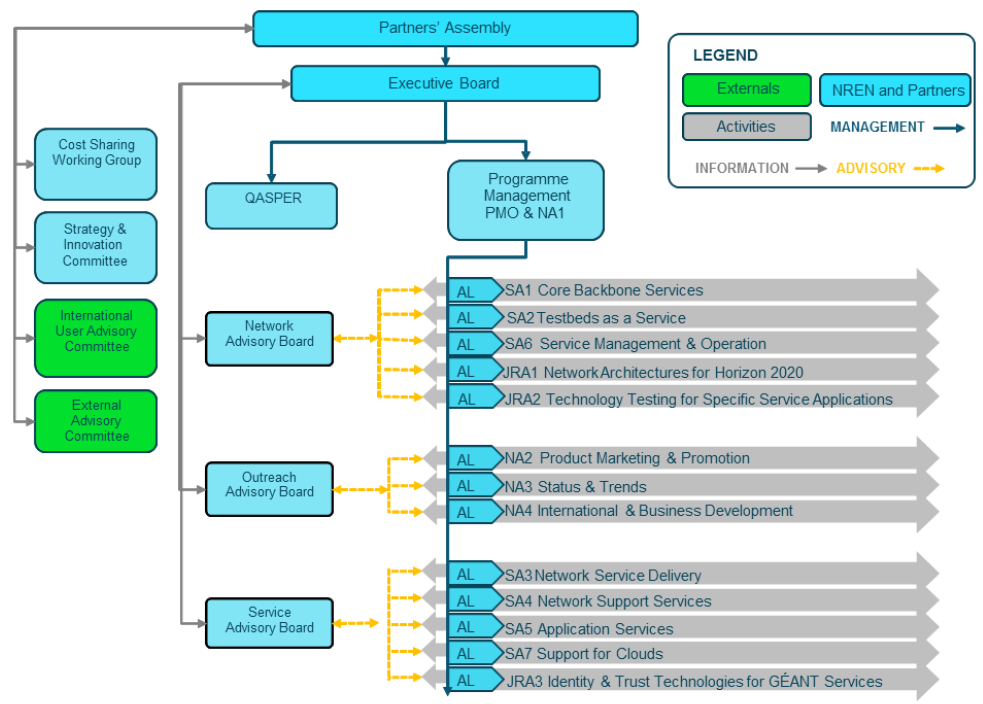 Partners' Assembly
Executive Board
LEGEND
Externals
NREN and Partners
Activities
MANAGEMENT
INFORMATION
ADVISORY
Cost Sharing
Working Group
Strategy &
Innovation
Committee
International
User Advisory
Committee
External
Advisory
Committee
QASPER
Programme
Management
PMO & NA1
Network
Advisory Board
AL SA1 Core Backbone Services
AL SA2 Testbeds as a Service
AL SA6 Service Management & Operation
AL JRA1 Network Architectures for Horizon 2020
AL JRA2 Technology Testing for Specific Service Applications
Outreach
Advisory Board
AL NA2 Product Marketing & Promotion
AL NA3 Status & Trends
AL NA4 International & Business Development
Service
Advisory Board
AL SA3 Network Service Delivery
AL SA4 Network Support Services
AL SA5 Application Services
AL SA7 Support for Clouds
AL JRA3 Identity & Trust Technologies for GÉANT Services